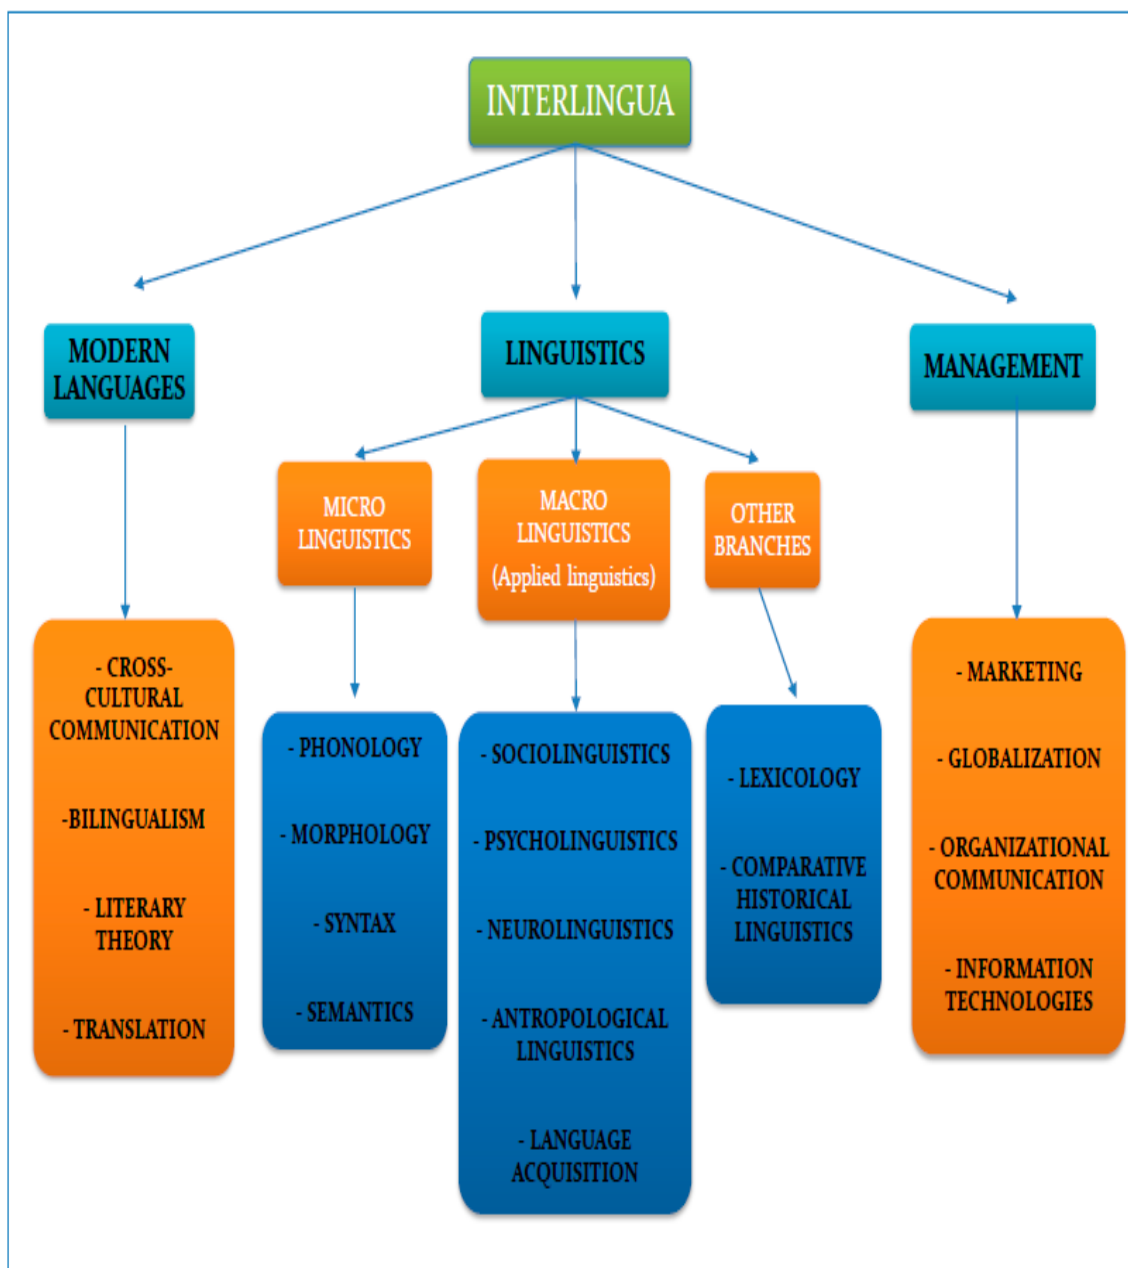 INTERLINGUA
MODERN
LANGUAGES
LINGUISTICS
MANAGEMENT
MICRO
LINGUISTICS
MACRO
LINGUISTICS
(Applied linguistics)
OTHER
BRANCHES
- CROSS-
CULTURAL
COMMUNICATION
-BILINGUALISM
- LITERARY
THEORY
- TRANSLATION
- PHONOLOGY
- MORPHOLOGY
- SYNTAX
- SEMANTICS
- SOCIOLINGUISTICS
- PSYCHOLINGUISTICS
- NEUROLINGUISTICS
- ANTROPOLOGICAL
LINGUISTICS
- LANGUAGE
ACQUISITION
- LEXICOLOGY
- COMPARATIVE
HISTORICAL
LINGUISTICS
- MARKETING
- GLOBALIZATION
- ORGANIZATIONAL
COMMUNICATION
- INFORMATION
TECHNOLOGIES